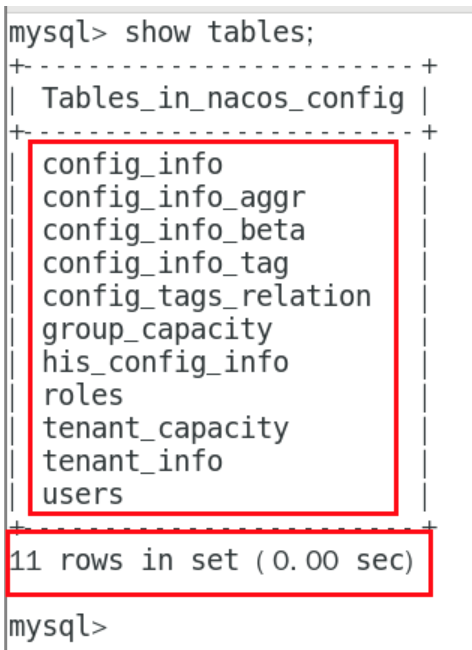 mysql> show tables;
+------------------------+
| Tables_in_nacos_config |
+------------------------+
| config_info            |
| config_info_aggr       |
| config_info_beta       |
| config_info_tag        |
| config_tags_relation   |
| group_capacity         |
| his_config_info        |
| roles                  |
| tenant_capacity        |
| tenant_info            |
| users                  |
+------------------------+
11 rows in set (0.00 sec)
mysql>